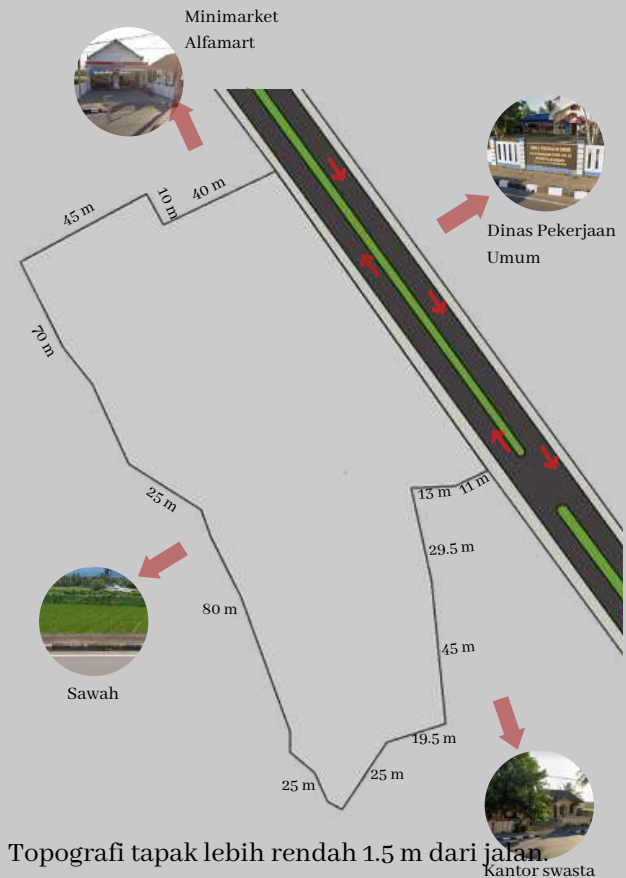 Minimarket
Alfamart
Dinas Pekerjaan
Umum
45 m
10 m
40 m
70 m
25 m
13 m
11 m
29.5 m
80 m
45 m
Sawah
19.5 m
25 m
25 m
Topografi tapak lebih rendah 1.5 m dari jalan.
Kantor swasta